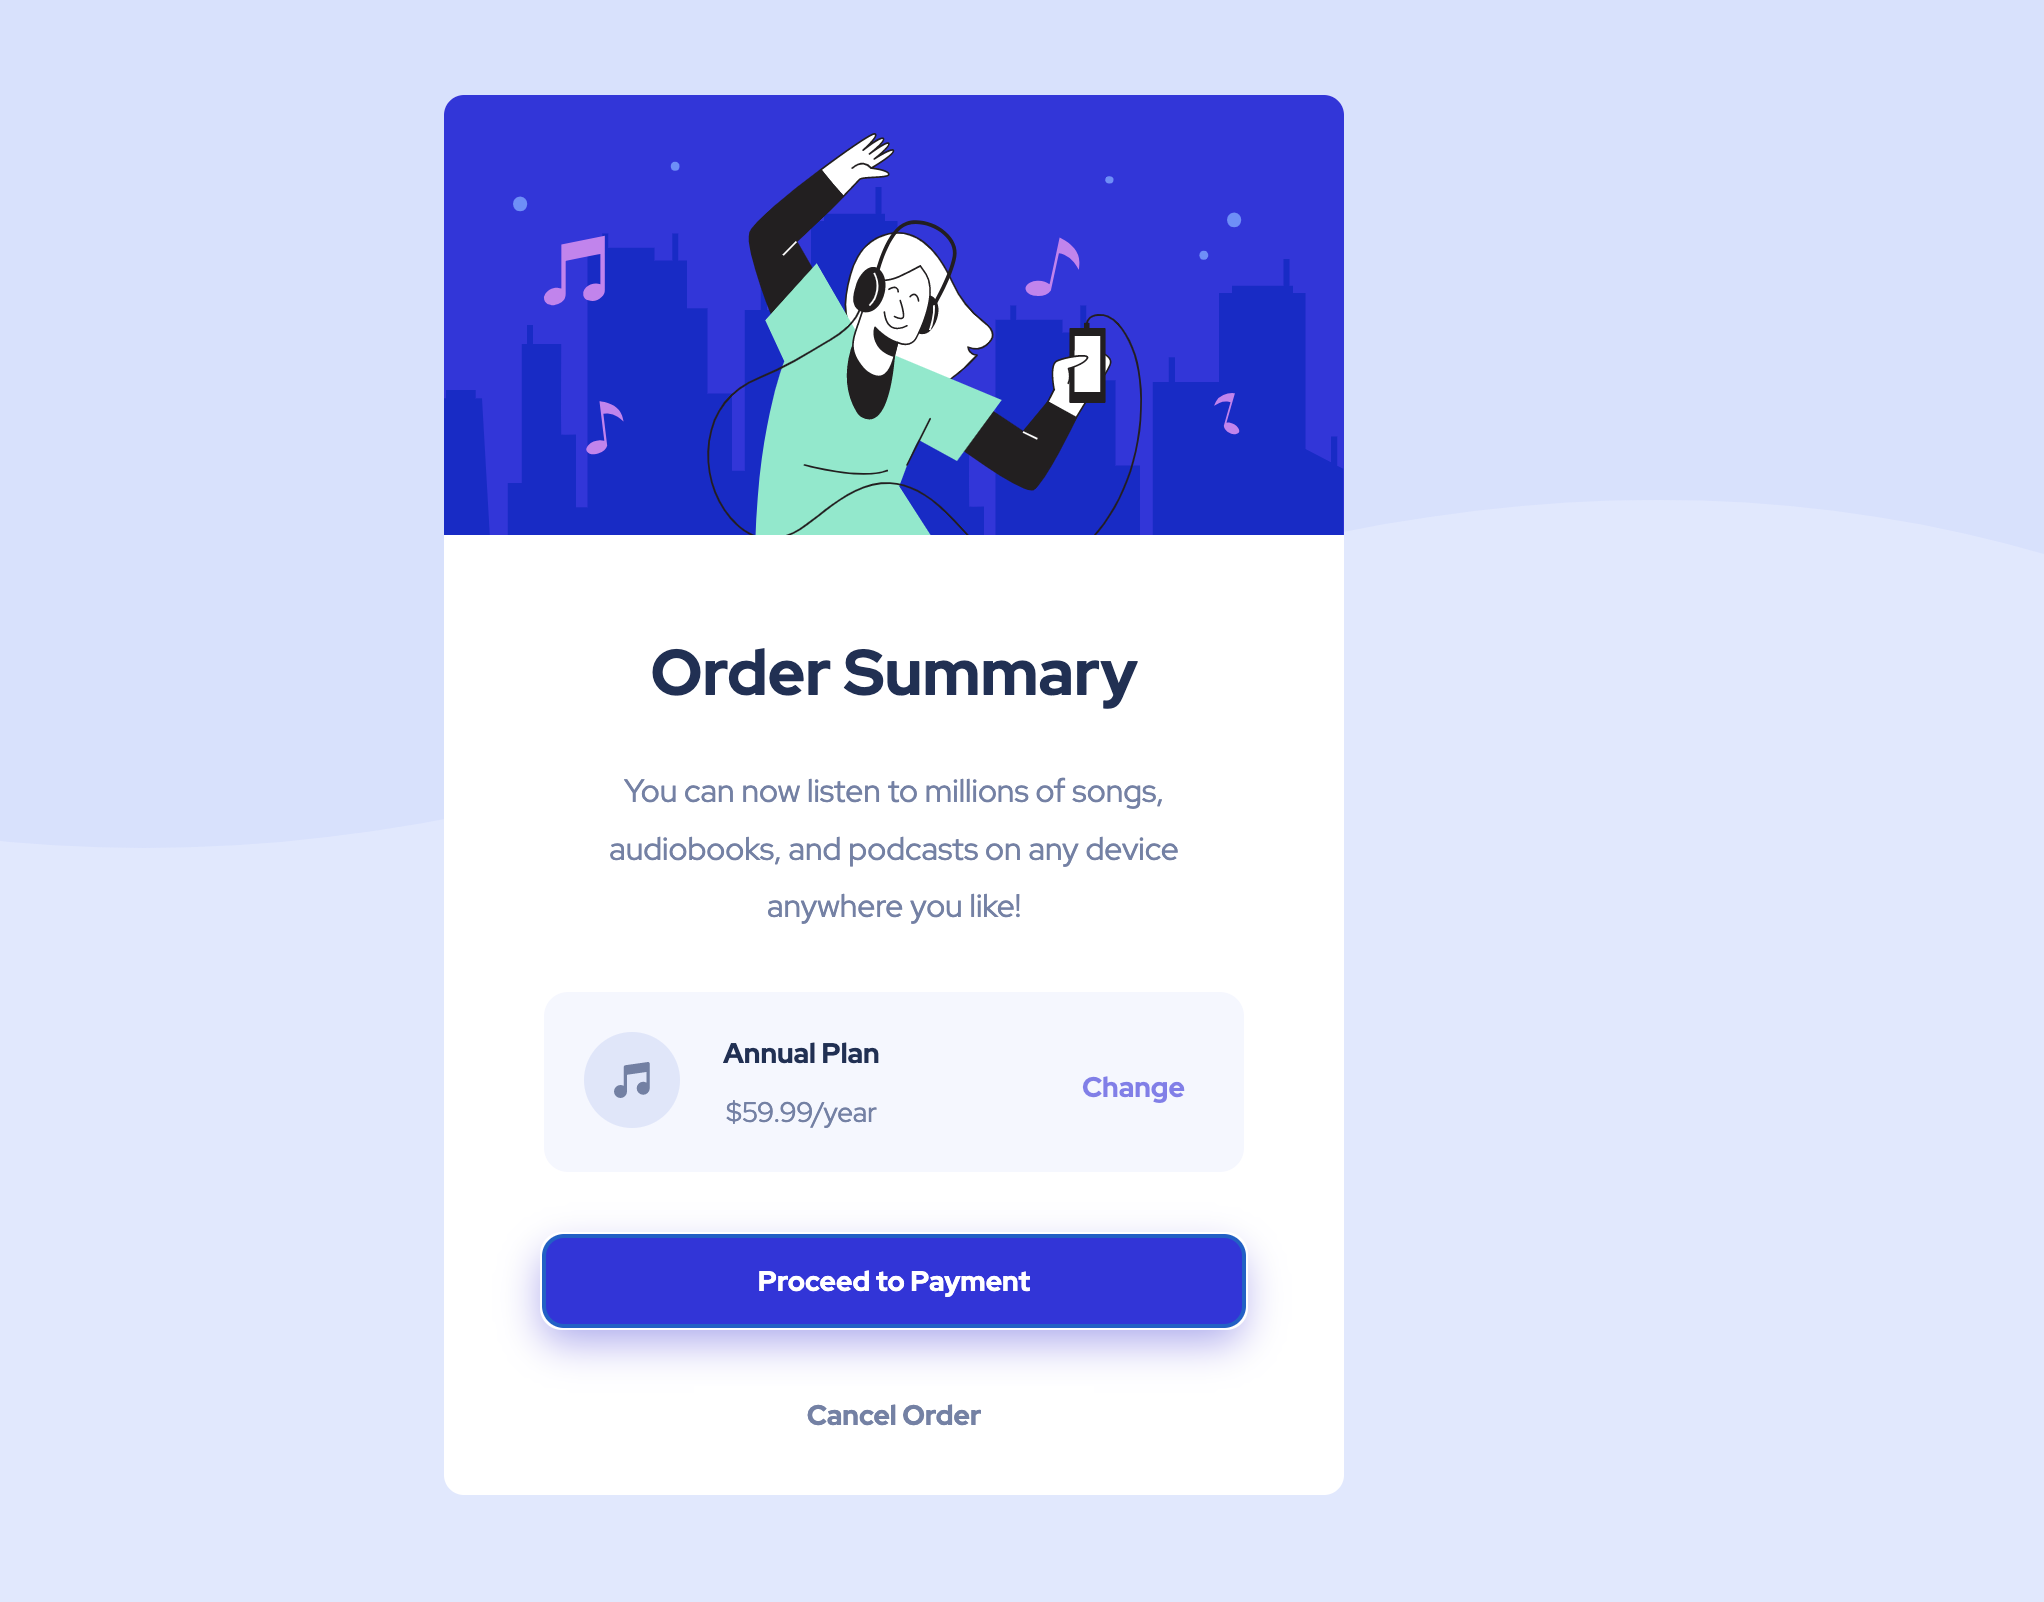 Order Summary
You can now listen to millions of songs,
audiobooks, and podcasts on any device
anywhere you like!
Annual Plan
$59.99/year
Change
Proceed to Payment
Cancel Order